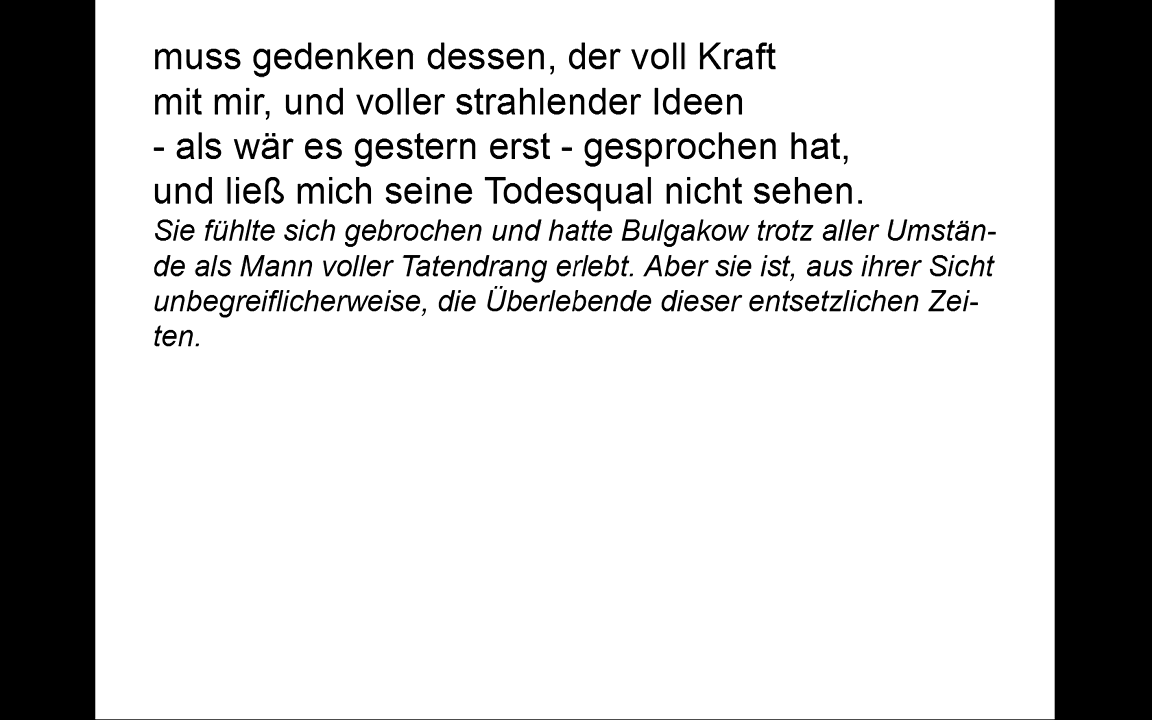 muss gedenken dessen, der voll Kraft
mit mir, und voller strahlender Ideen
- als wär es gestern erst - gesprochen hat,
und ließ mich seine Todesqual nicht sehen.
Sie fühlte sich gebrochen und hatte Bulgakow trotz aller Umstän-
de als Mann voller Tatendrang erlebt. Aber sie ist, aus ihrer Sicht
unbegreiflicherweise, die Überlebende dieser entsetzlichen Zei-
ten.